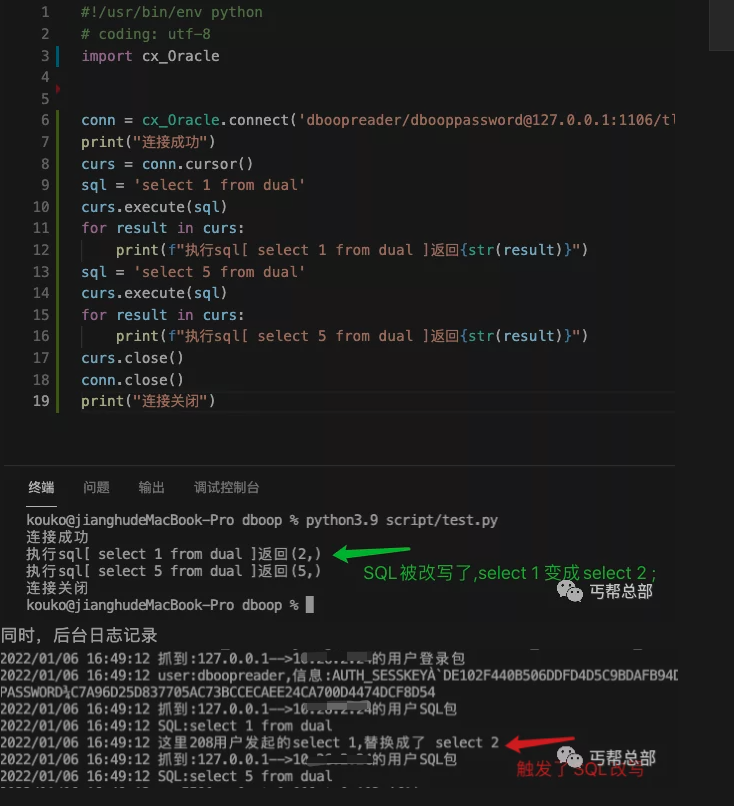 1 #!/usr/bin/env python
2 # coding: utf-8
3 import cx_Oracle
4
5
6 conn = cx_Oracle.connect('dboopreader/dbooppassword@127.0.0.1:1106/tl
7 print("连接成功")
8 curs = conn.cursor()
9 sql = 'select 1 from dual'
10 curs.execute(sql)
11 for result in curs:
12 print(f"执行sql[ select 1 from dual ]返回{str(result)}")
13 sql = 'select 5 from dual'
14 curs.execute(sql)
15 for result in curs:
16 print(f"执行sql[ select 5 from dual ]返回{str(result)}")
17 curs.close()
18 conn.close()
19 print("连接关闭")
终端 问题 输出 调试控制台
kouko@jianghudeMacBook-Pro dboop % python3.9 script/test.py
连接成功
执行sql[ select 1 from dual ]返回(2,)
执行sql[ select 5 from dual ]返回(5,)
SQL被改写了,select 1 变成 select 2 ;
连接关闭
kouko@jianghudeMacBook-Pro dboop %
丐帮总部
同时，后台日志记录
2022/01/06 16:49:12 抓到:127.0.0.1-->的用户登录包
2022/01/06 16:49:12 user:dboopreader,信息:AUTH_SESSKEYÀ`DE102F440B506DDFD4D5C9BDAFB94D
PASSWORD¾C7A96D25D837705AC73BCCECAEE24CA700D4474DCF8D54
2022/01/06 16:49:12 抓到:127.0.0.1-->的用户SQL包
2022/01/06 16:49:12 SQL:select 1 from dual
2022/01/06 16:49:12 这里208用户发起的select 1,替换成了 select 2
2022/01/06 16:49:12 抓到:127.0.0.1-->的用户SQL包
丐帮总部
触发了SQL改写
2022/01/06 16:49:12 SQL:select 5 from dual